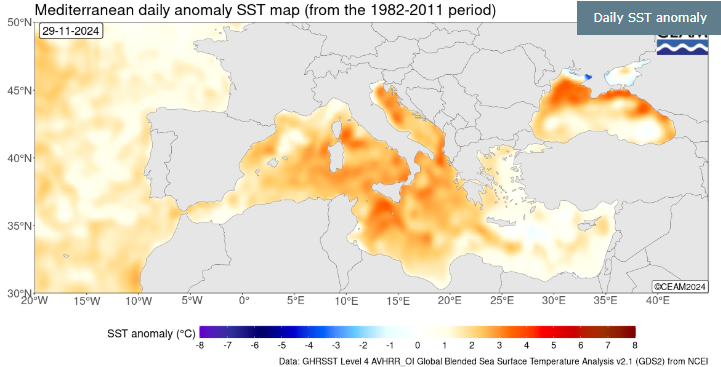 Mediterranean daily anomaly SST map (from the 1982-2011 period)
Daily SST anomaly
29-11-2024
CEAM
50°N
45°N
40°N
35°N
30°N
©CEAM2024
20°W 15°W 10°W 5°W 0° 5°E 10°E 15°E 20°E 25°E 30°E 35°E 40°E
SST anomaly (°C)
-8 -7 -6 -5 -4 -3 -2 -1 0 1 2 3 4 5 6 7 8
Data: GHRSST Level 4 AVHRR_OI Global Blended Sea Surface Temperature Analysis v2.1 (GDS2) from NCEI